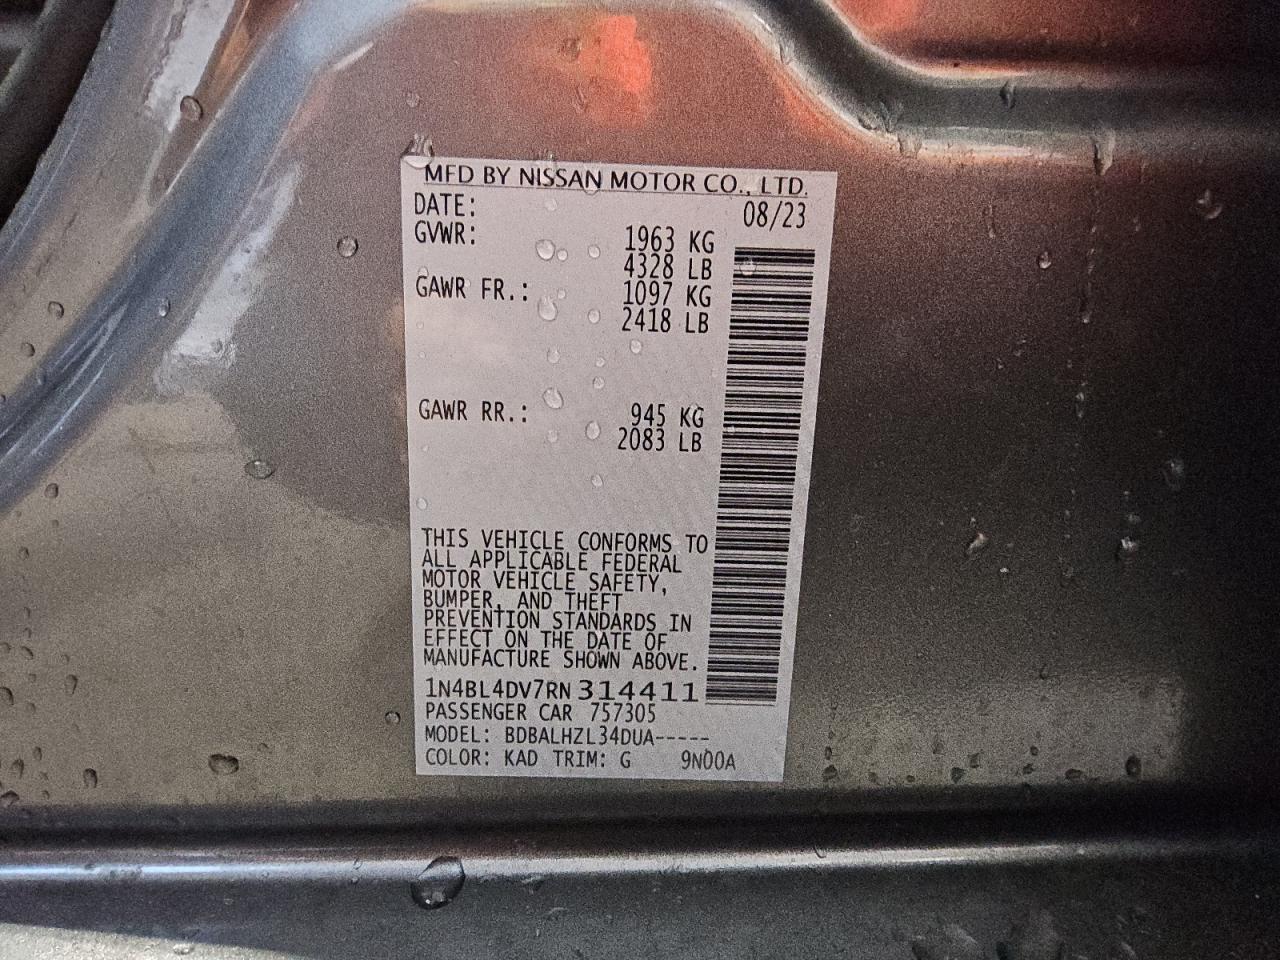 MFD BY NISSAN MOTOR CO., LTD.
DATE: 08/23
GVWR: 1963 KG
4328 LB
GAWR FR.: 1097 KG
2418 LB
GAWR RR.: 945 KG
2083 LB
THIS VEHICLE CONFORMS TO
ALL APPLICABLE FEDERAL
MOTOR VEHICLE SAFETY,
BUMPER, AND THEFT
PREVENTION STANDARDS IN
EFFECT ON THE DATE OF
MANUFACTURE SHOWN ABOVE.
1N4BL4DV7RN314411
PASSENGER CAR 757305
MODEL: BDBALHZL34DUA-----
COLOR: KAD TRIM: G 9N00A